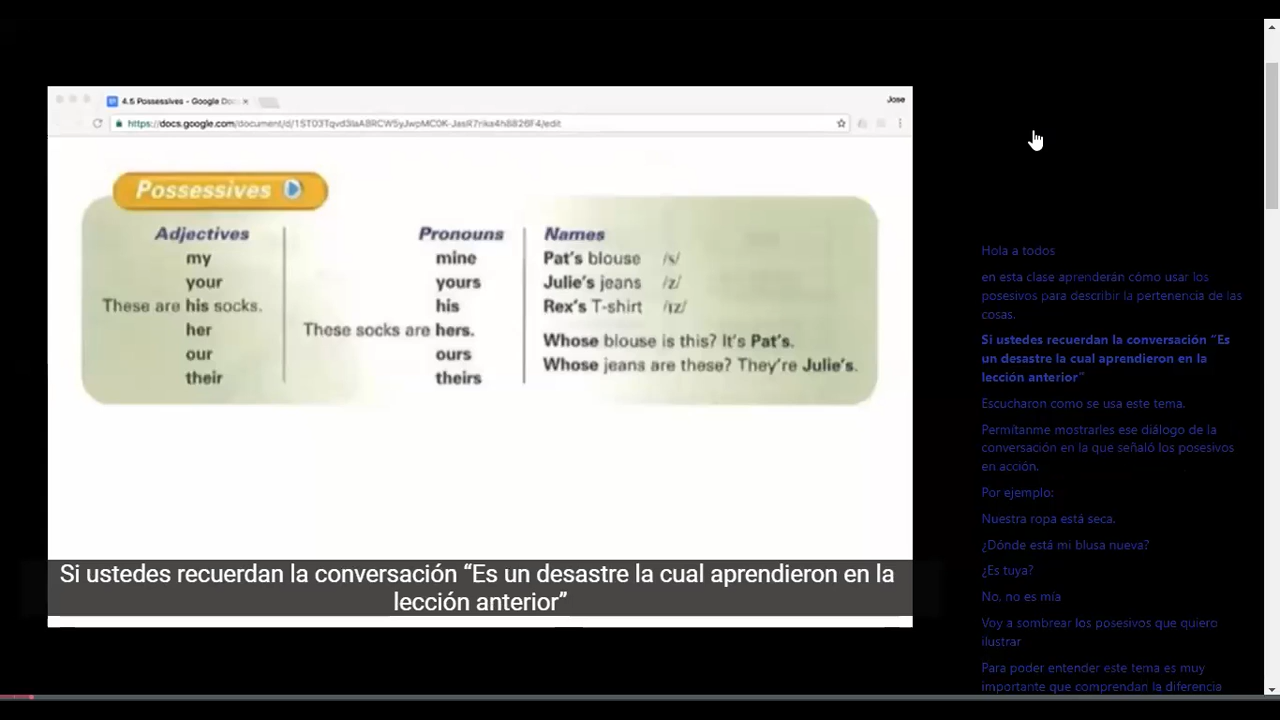 4.5 Possessives - Google Do
Jose
Possessives
Adjectives
my
your
These are his socks.
her
our
their
Pronouns
mine
yours
his
These socks are hers.
ours
theirs
Names
Pat's blouse /s/
Julie's jeans /z/
Rex's T-shirt /ɪz/
Whose blouse is this? It's Pat's.
Whose jeans are these? They're Julie's.
Si ustedes recuerdan la conversación “Es un desastre la cual aprendieron en la
lección anterior”
Hola a todos
en esta clase aprenderán cómo usar los
posesivos para describir la pertenencia de las
cosas.
Si ustedes recuerdan la conversación “Es
un desastre la cual aprendieron en la
lección anterior”
Escucharon como se usa este tema.
Permítanme mostrarles ese diálogo de la
conversación en la que señaló los posesivos
en acción.
Por ejemplo:
Nuestra ropa está seca.
¿Dónde está mi blusa nueva?
¿Es tuya?
No, no es mía
Voy a sombrear los posesivos que quiero
ilustrar
Para poder entender este tema es muy
importante que comprendan la diferencia